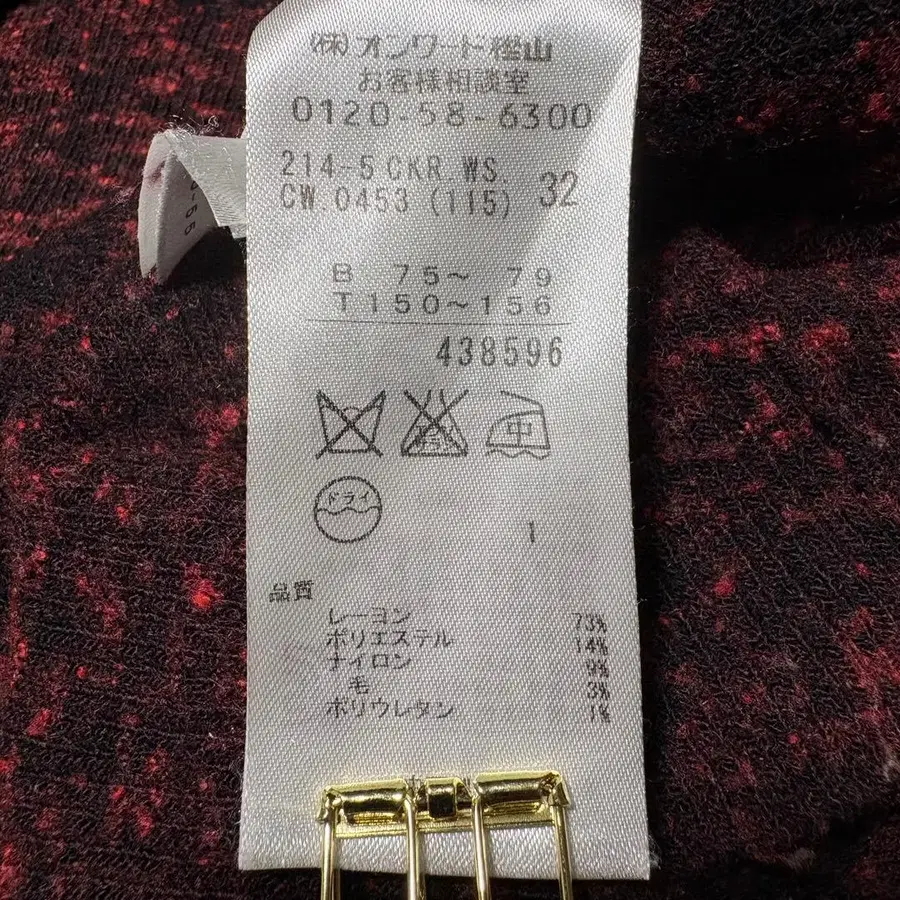 (株)オンワード樫山
お客様相談室
0120-58-6300
214-5 CKR WS
CW 0453 (115) 32
B 75~ 79
T150~156
438596
中
ドライ
1
品質
レーヨン 73%
ポリエステル 14%
ナイロン 9%
毛 3%
ポリウレタン 1%